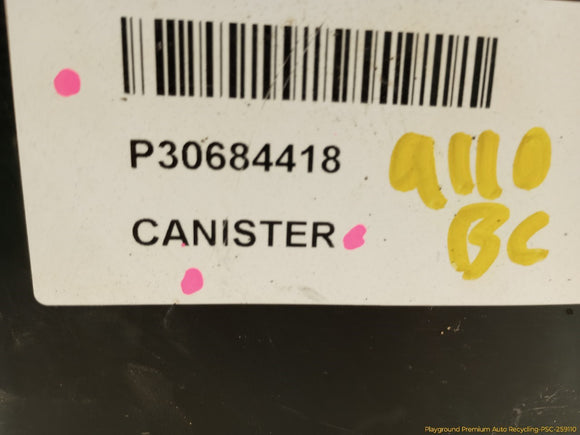 P30684418
9110
CANISTER
BC
Playground Premium Auto Recycling-PSC-259110